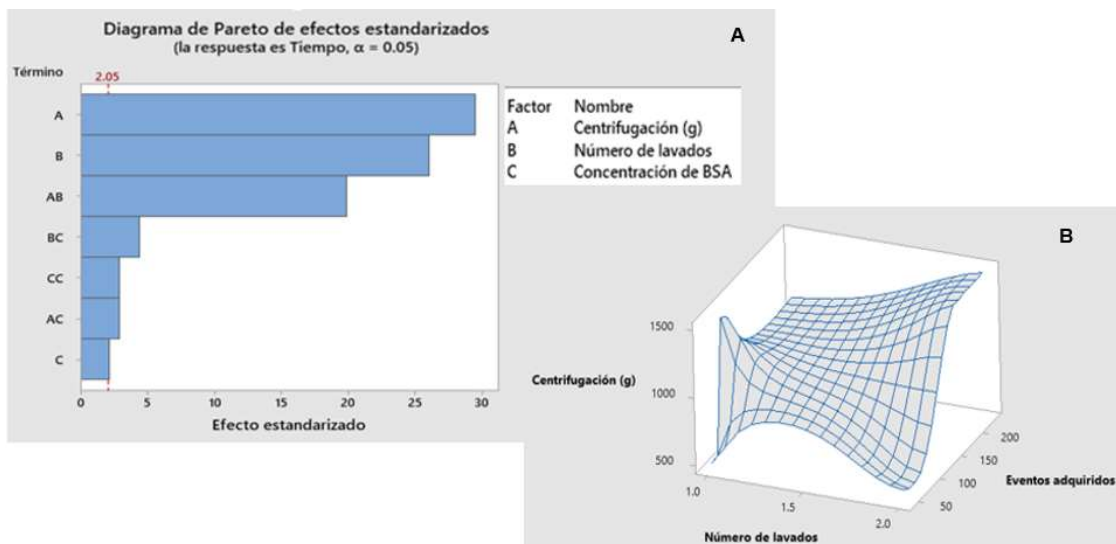 Diagrama de Pareto de efectos estandarizados
(la respuesta es Tiempo, α = 0.05)
A
Término
2.05
A
B
AB
BC
CC
AC
C
0 5 10 15 20 25 30
Efecto estandarizado
Factor Nombre
A Centrifugación (g)
B Número de lavados
C Concentración de BSA
B
1500
Centrifugación (g)
1000
500
1.0
1.5
2.0
Número de lavados
50
100
150
200
Eventos adquiridos